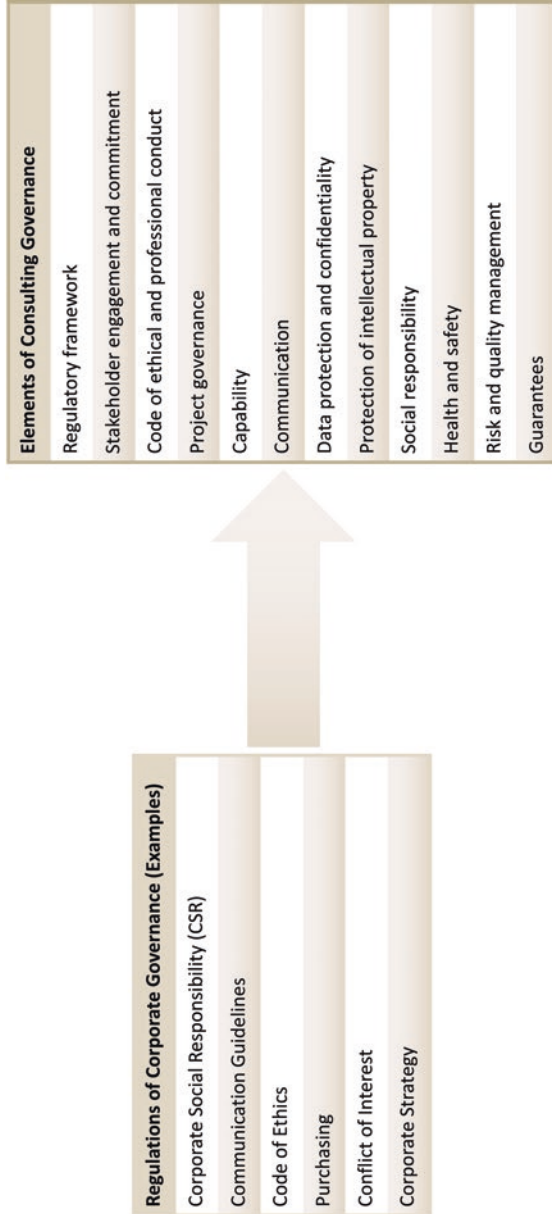 Regulations of Corporate Governance (Examples)
Corporate Social Responsibility (CSR)
Communication Guidelines
Code of Ethics
Purchasing
Conflict of Interest
Corporate Strategy
Elements of Consulting Governance
Regulatory framework
Stakeholder engagement and commitment
Code of ethical and professional conduct
Project governance
Capability
Communication
Data protection and confidentiality
Protection of intellectual property
Social responsibility
Health and safety
Risk and quality management
Guarantees